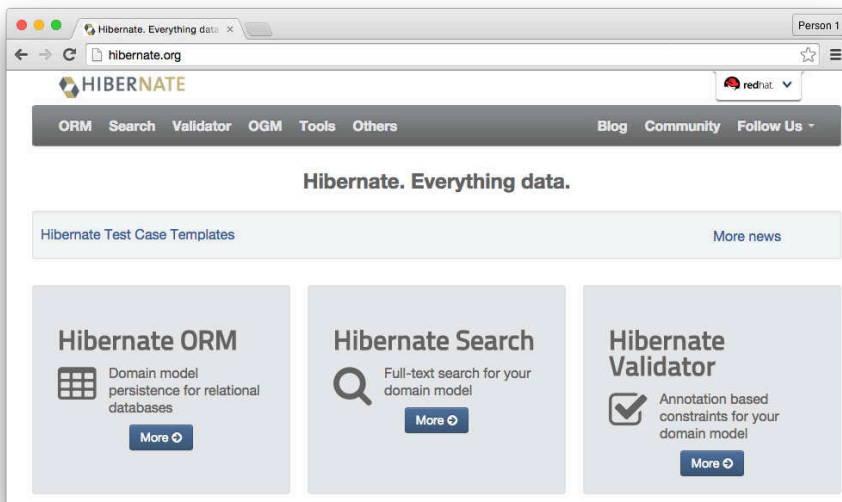 Hibernate. Everything data
Person 1
hibernate.org
HIBERNATE
redhat
ORM Search Validator OGM Tools Others Blog Community Follow Us
Hibernate. Everything data.
Hibernate Test Case Templates More news
Hibernate ORM
Domain model
persistence for relational
databases
More
Hibernate Search
Full-text search for your
domain model
More
Hibernate
Validator
Annotation based
constraints for your
domain model
More